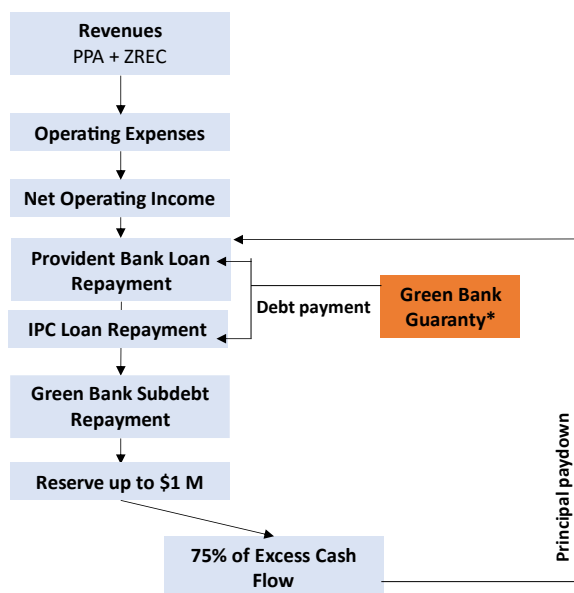 Revenues
PPA + ZREC
Operating Expenses
Net Operating Income
Provident Bank Loan
Repayment
IPC Loan Repayment
Debt payment
Green Bank
Guaranty*
Green Bank Subdebt
Repayment
Reserve up to $1 M
75% of Excess Cash
Flow
Principal paydown